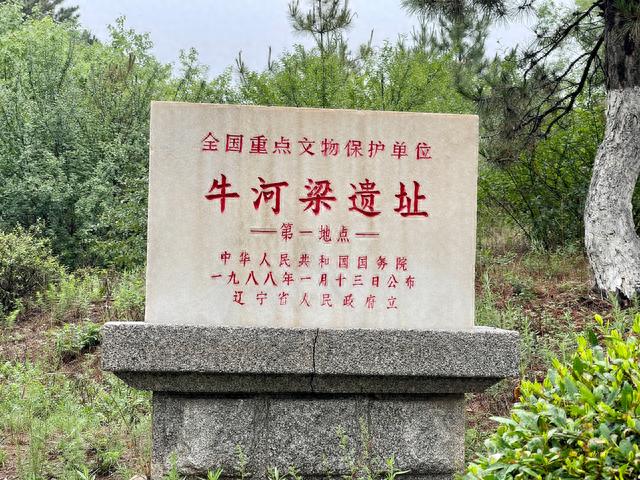 全国重点文物保护单位
牛河梁遗址
—第一地点—
中华人民共和国国务院
一九八八年一月十三日公布
辽宁省人民政府立